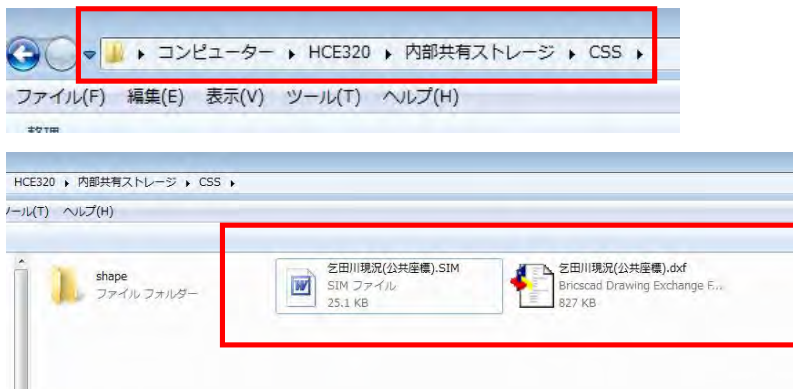 コンピューター ▸ HCE320 ▸ 内部共有ストレージ ▸ CSS ▸
ファイル(F) 編集(E) 表示(V) ツール(T) ヘルプ(H)
整理
HCE320 ▸ 内部共有ストレージ ▸ CSS ▸
ール(T) ヘルプ(H)
shape
ファイル フォルダー
乞田川現況(公共座標).SIM
SIM ファイル
25.1 KB
乞田川現況(公共座標).dxf
Bricscad Drawing Exchange F...
827 KB